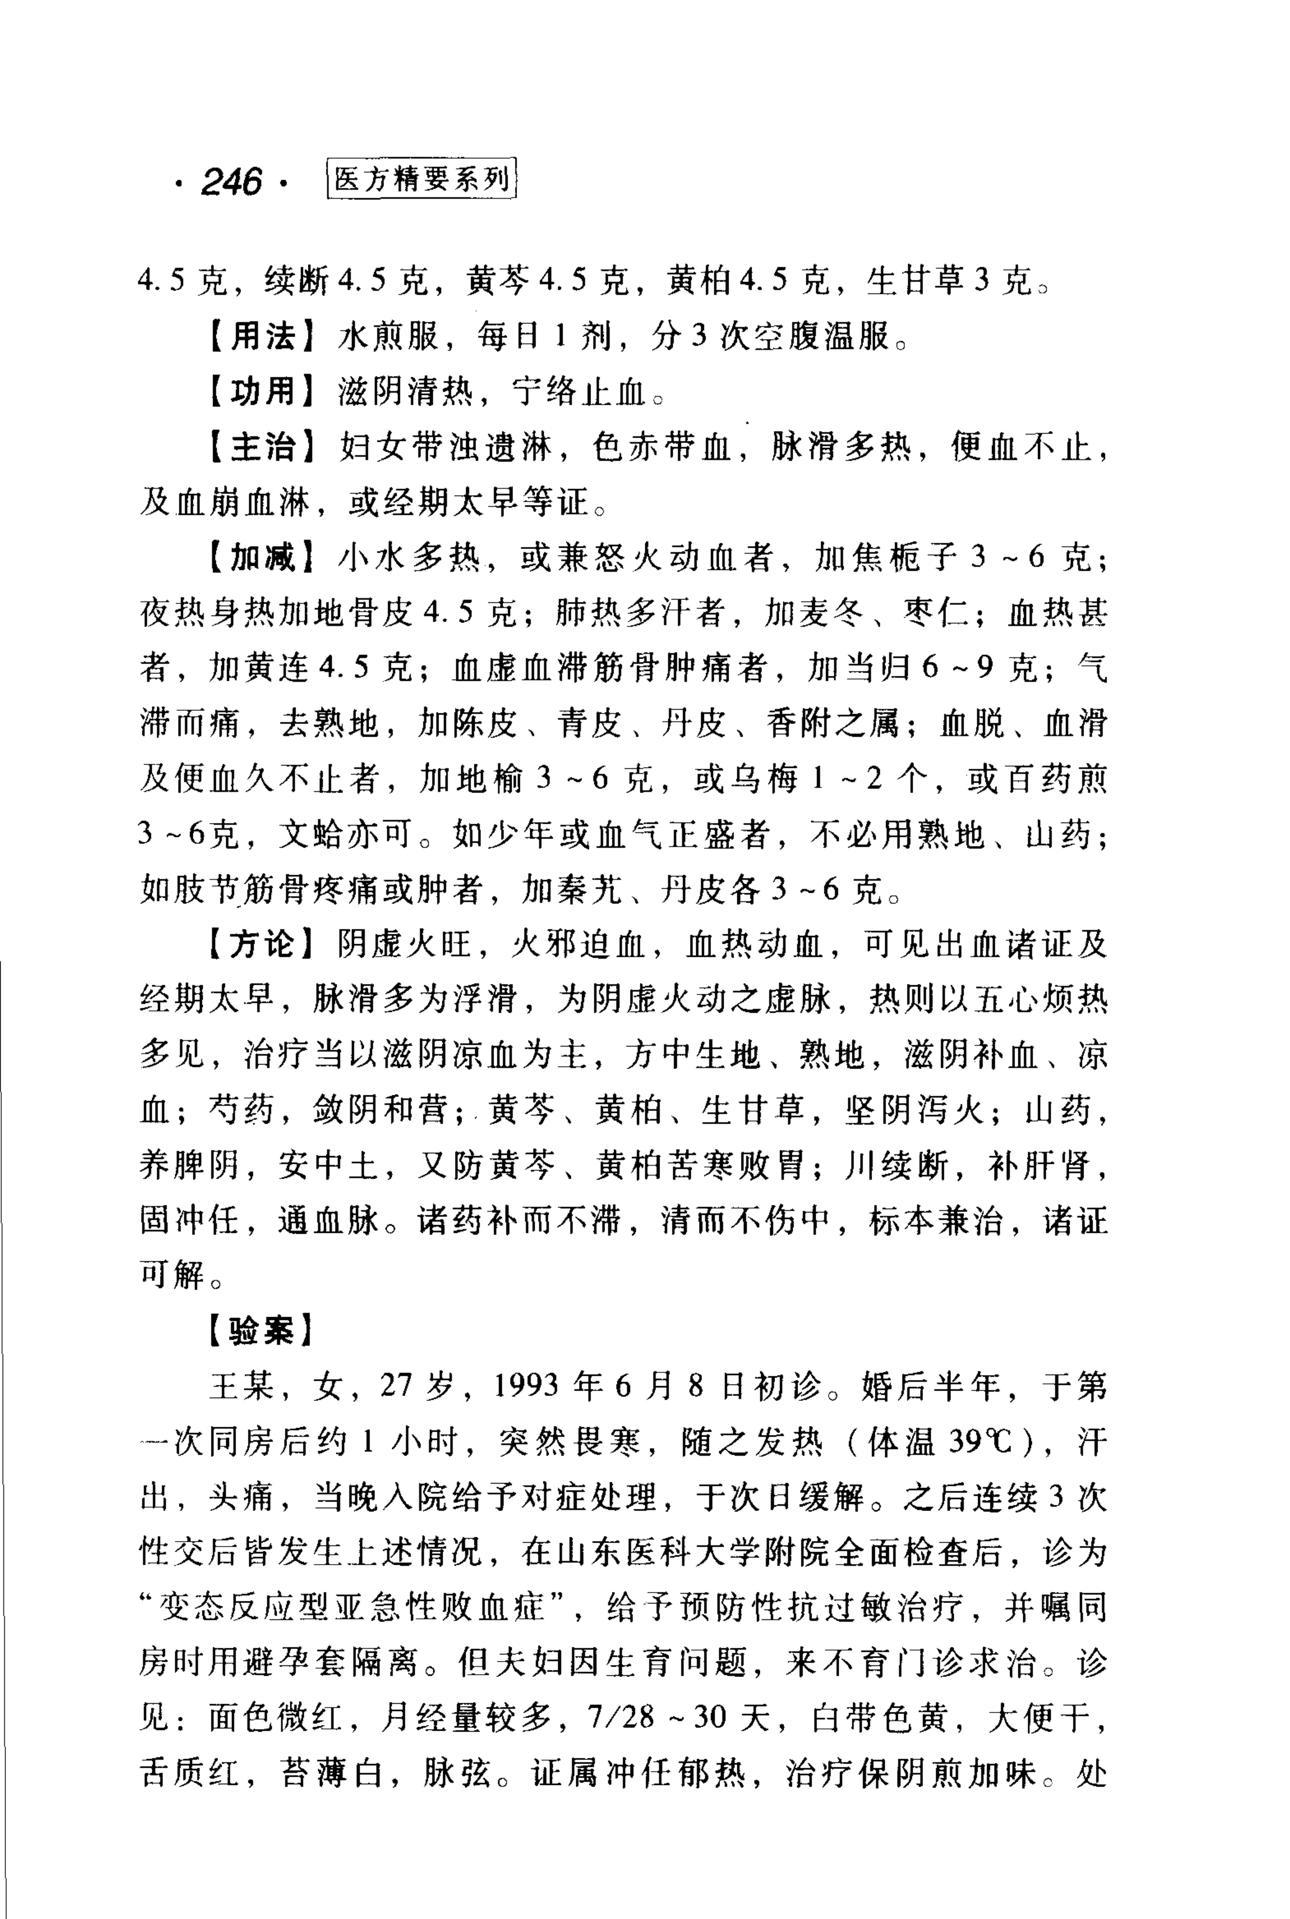 ·246· 医方精要系列
4.5克，续断4.5克，黄芩4.5克，黄柏4.5克，生甘草3克。
【用法】水煎服，每日1剂，分3次空腹温服。
【功用】滋阴清热，宁络止血。
【主治】妇女带浊遗淋，色赤带血，脉滑多热，便血不止，
及血崩血淋，或经期太早等证。
【加减】小水多热，或兼怒火动血者，加焦栀子3～6克；
夜热身热加地骨皮4.5克；肺热多汗者，加麦冬、枣仁；血热甚
者，加黄连4.5克；血虚血滞筋骨肿痛者，加当归6～9克；气
滞而痛，去熟地，加陈皮、青皮、丹皮、香附之属；血脱、血滑
及便血久不止者，加地榆3～6克，或乌梅1～2个，或百药煎
3～6克，文蛤亦可。如少年或血气正盛者，不必用熟地、山药；
如肢节筋骨疼痛或肿者，加秦艽、丹皮各3～6克。
【方论】阴虚火旺，火邪迫血，血热动血，可见出血诸证及
经期太早，脉滑多为浮滑，为阴虚火动之虚脉，热则以五心烦热
多见，治疗当以滋阴凉血为主，方中生地、熟地，滋阴补血、凉
血；芍药，敛阴和营；黄芩、黄柏、生甘草，坚阴泻火；山药，
养脾阴，安中土，又防黄芩、黄柏苦寒败胃；川续断，补肝肾，
固冲任，通血脉。诸药补而不滞，清而不伤中，标本兼治，诸证
可解。
【验案】
王某，女，27岁，1993年6月8日初诊。婚后半年，于第
一次同房后约1小时，突然畏寒，随之发热（体温39℃），汗
出，头痛，当晚入院给予对症处理，于次日缓解。之后连续3次
性交后皆发生上述情况，在山东医科大学附院全面检查后，诊为
“变态反应型亚急性败血症”，给予预防性抗过敏治疗，并嘱同
房时用避孕套隔离。但夫妇因生育问题，来不育门诊求治。诊
见：面色微红，月经量较多，7/28～30天，白带色黄，大便干，
舌质红，苔薄白，脉弦。证属冲任郁热，治疗保阴煎加味。处